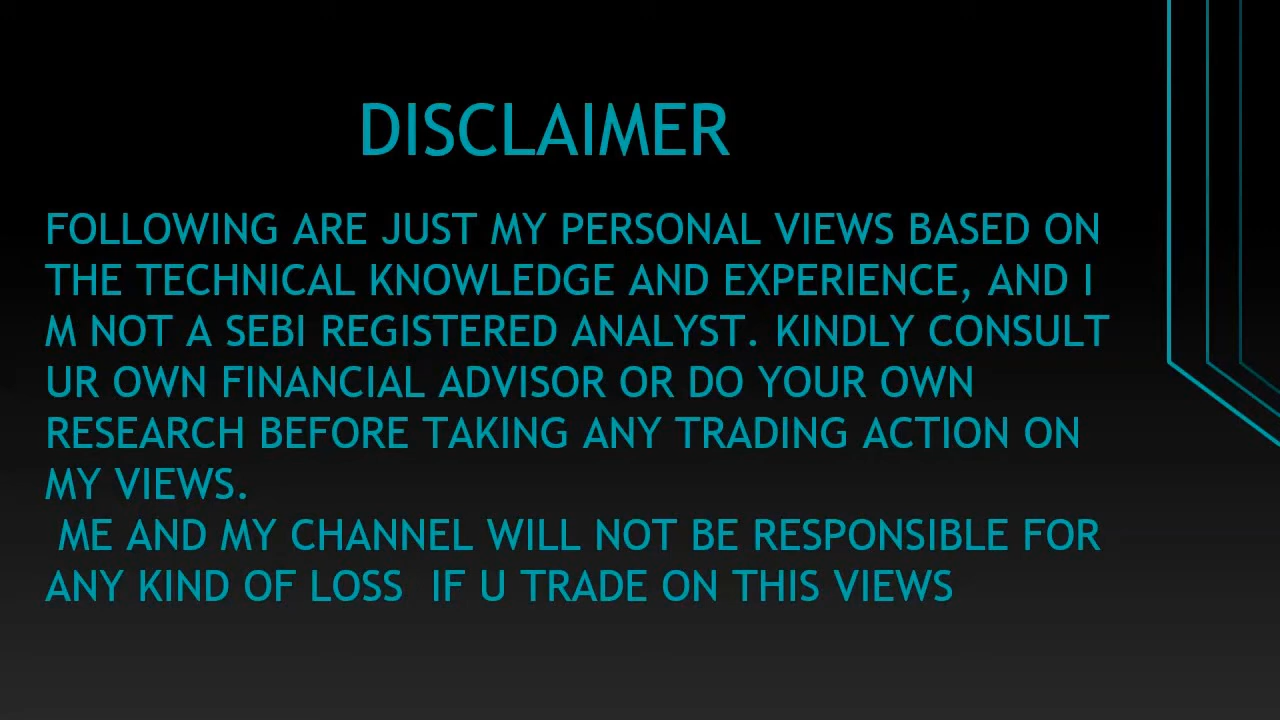 DISCLAIMER
FOLLOWING ARE JUST MY PERSONAL VIEWS BASED ON
THE TECHNICAL KNOWLEDGE AND EXPERIENCE, AND I
M NOT A SEBI REGISTERED ANALYST. KINDLY CONSULT
UR OWN FINANCIAL ADVISOR OR DO YOUR OWN
RESEARCH BEFORE TAKING ANY TRADING ACTION ON
MY VIEWS.
ME AND MY CHANNEL WILL NOT BE RESPONSIBLE FOR
ANY KIND OF LOSS  IF U TRADE ON THIS VIEWS